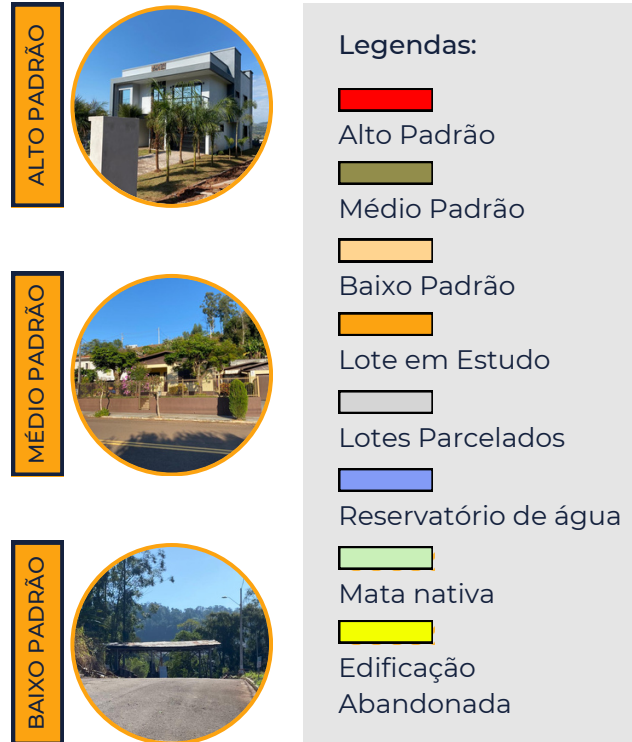 ALTO PADRÃO
MÉDIO PADRÃO
BAIXO PADRÃO
Legendas:
Alto Padrão
Médio Padrão
Baixo Padrão
Lote em Estudo
Lotes Parcelados
Reservatório de água
Mata nativa
Edificação
Abandonada